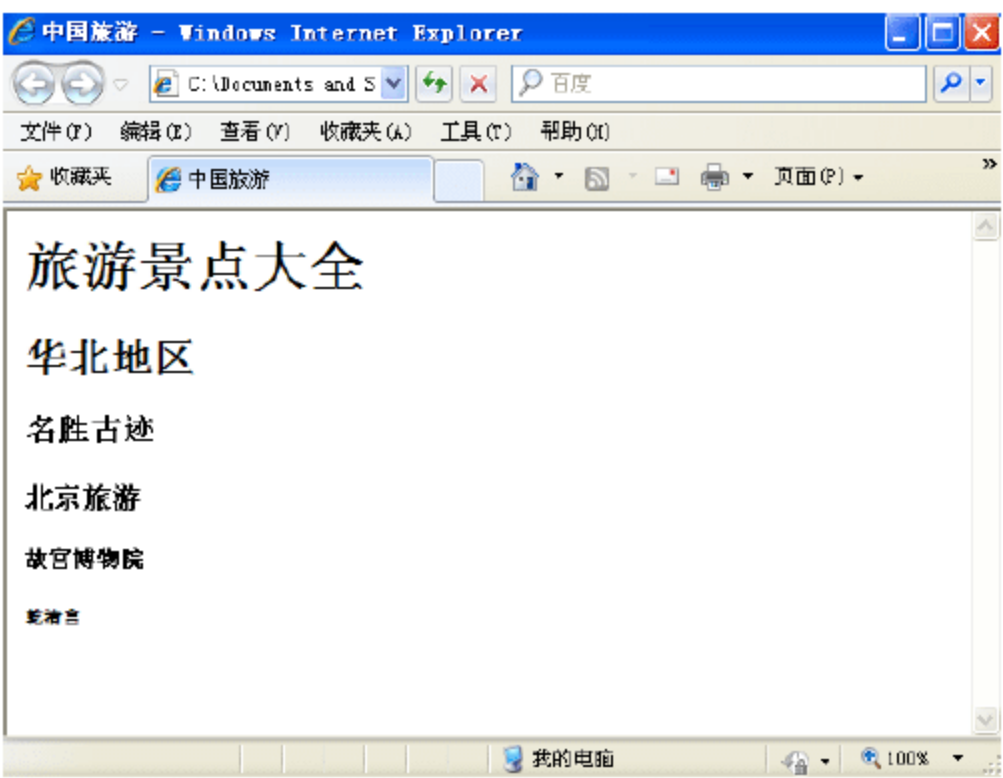 中国旅游 - Windows Internet Explorer
C:\Documents and S
百度
文件(F) 编辑(E) 查看(V) 收藏夹(A) 工具(T) 帮助(H)
收藏夹 中国旅游 页面(P)
旅游景点大全
华北地区
名胜古迹
北京旅游
故宫博物院
乾清宫
我的电脑 100%